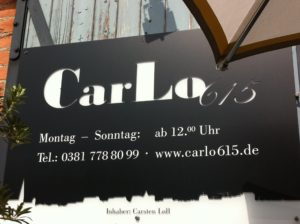 CarLo615
Montag – Sonntag: ab 12.00 Uhr
Tel.: 0381 778 80 99 · www.carlo615.de
Inhaber: Carsten Loll